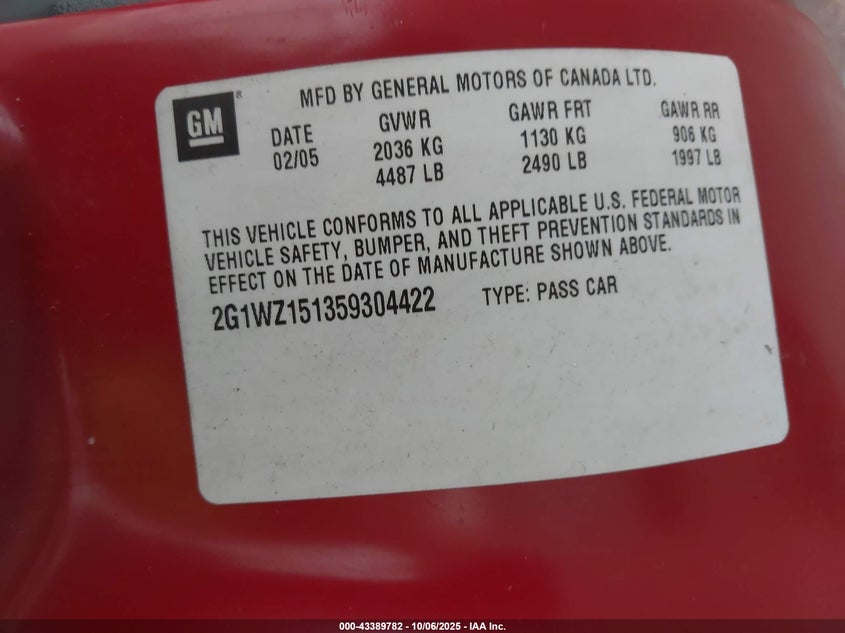 GM ®
MFD BY GENERAL MOTORS OF CANADA LTD.
DATE GVWR GAWR FRT GAWR RR
02/05 2036 KG 1130 KG 906 KG
4487 LB 2490 LB 1997 LB
THIS VEHICLE CONFORMS TO ALL APPLICABLE U.S. FEDERAL MOTOR
VEHICLE SAFETY, BUMPER, AND THEFT PREVENTION STANDARDS IN
EFFECT ON THE DATE OF MANUFACTURE SHOWN ABOVE.
2G1WZ151359304422 TYPE: PASS CAR
000-43389782 - 10/06/2025 - IAA Inc.